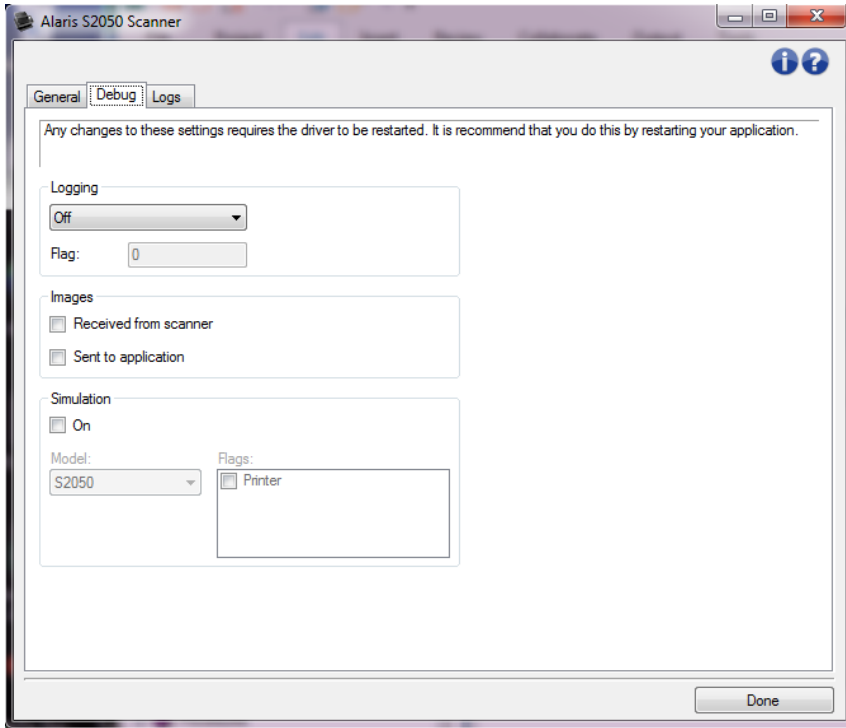 Alaris S2050 Scanner
General Debug Logs
Any changes to these settings requires the driver to be restarted. It is recommend that you do this by restarting your application.
Logging
Off
Flag: 0
Images
Received from scanner
Sent to application
Simulation
On
Model: Flags:
S2050 Printer
Done